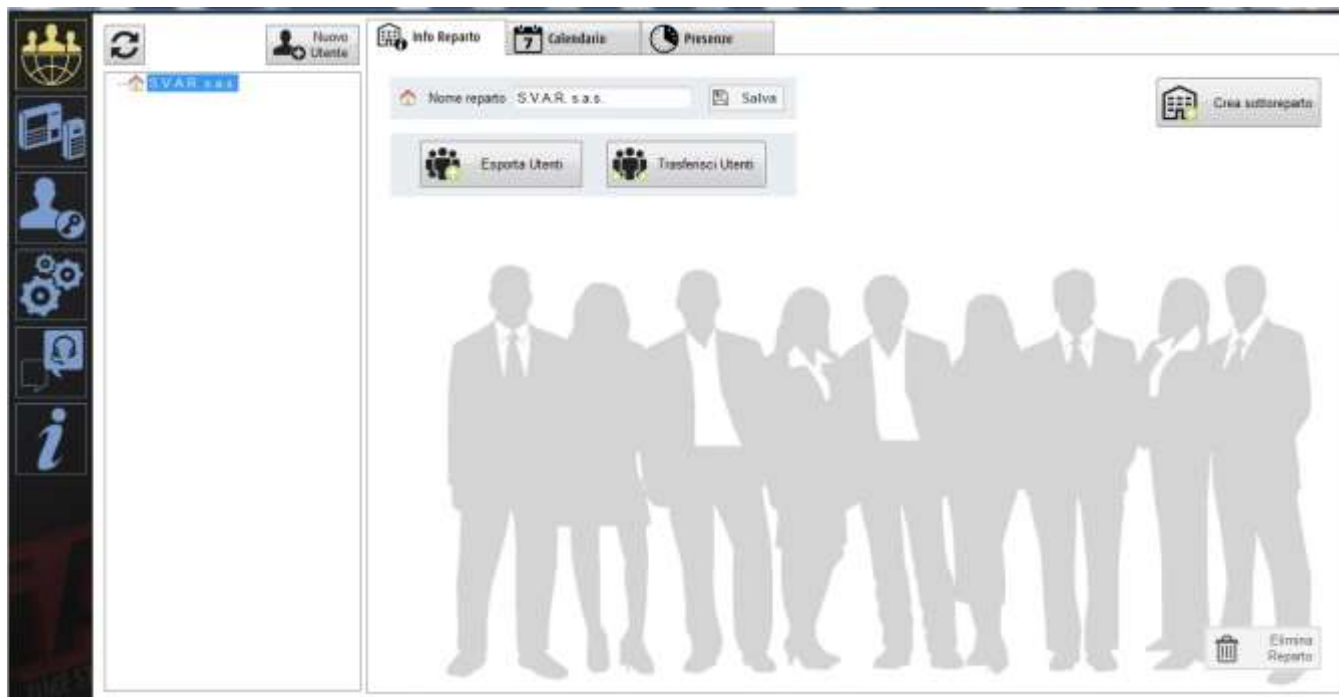 Nuovo
Utente
Info Reparto
7
Calendario
Presenze
S.V.A.R. s.a.s.
Nome reparto
S.V.A.R. s.a.s.
Salva
Crea sottoreparto
Esporta Utenti
Trasferisci Utenti
i
Elimina
Reparto